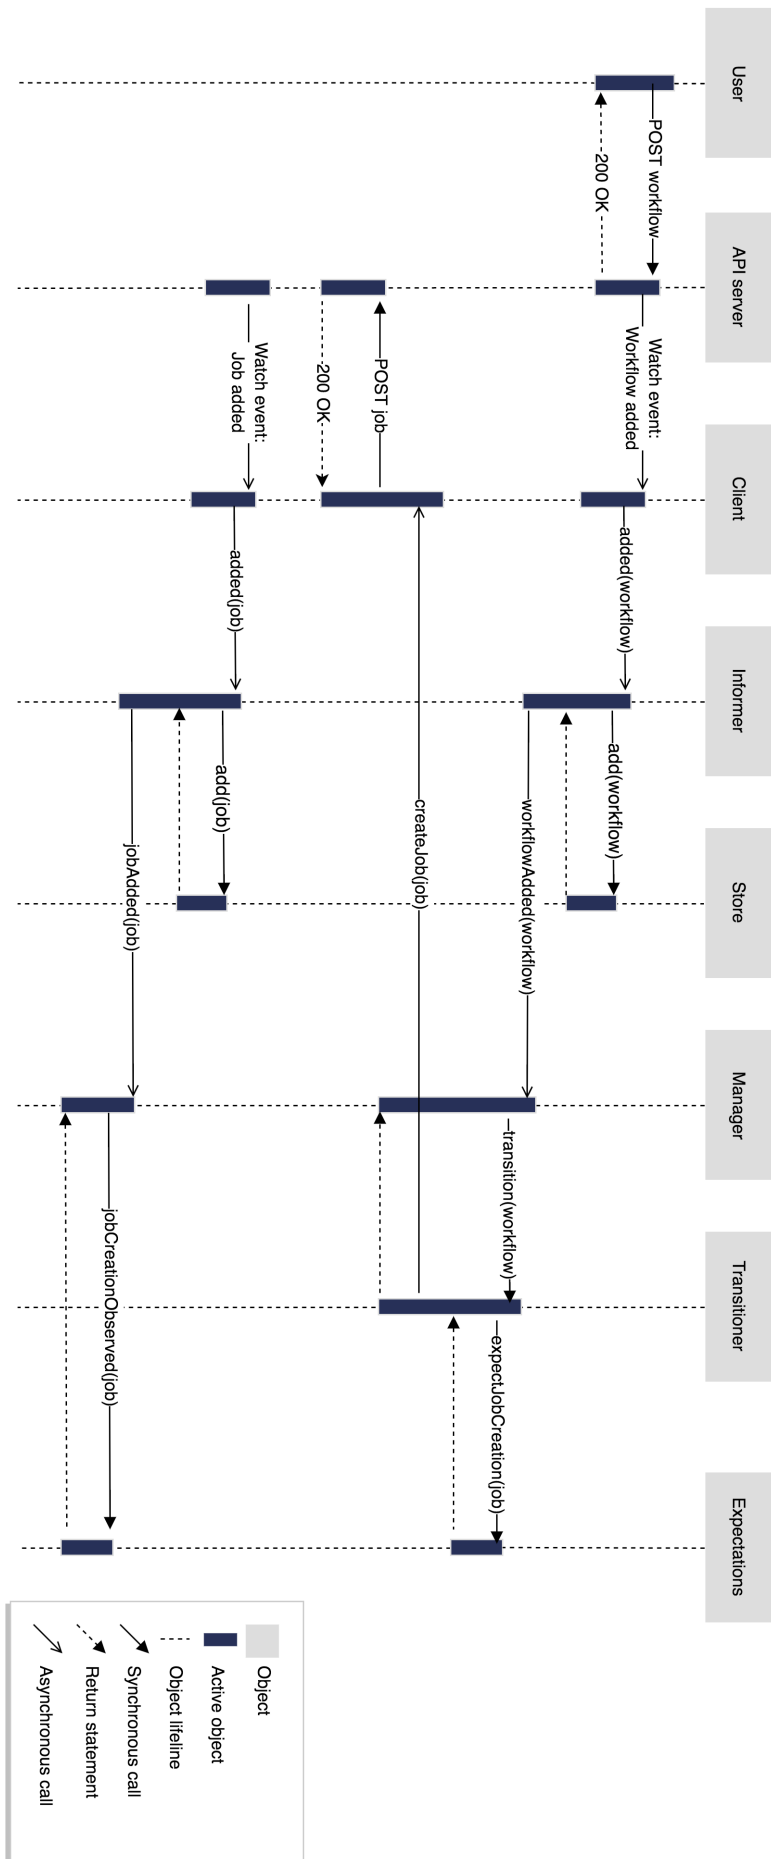 User
API server
Client
Informer
Store
Manager
Transitioner
Expectations
POST workflow
200 OK
Watch event:
Workflow added
added(workflow)
add(workflow)
workflowAdded(workflow)
transition(workflow)
expectJobCreation(job)
createJob(job)
POST job
200 OK
Watch event:
Job added
added(job)
add(job)
jobAdded(job)
jobCreationObserved(job)
Object
Active object
Object lifeline
Synchronous call
Return statement
Asynchronous call